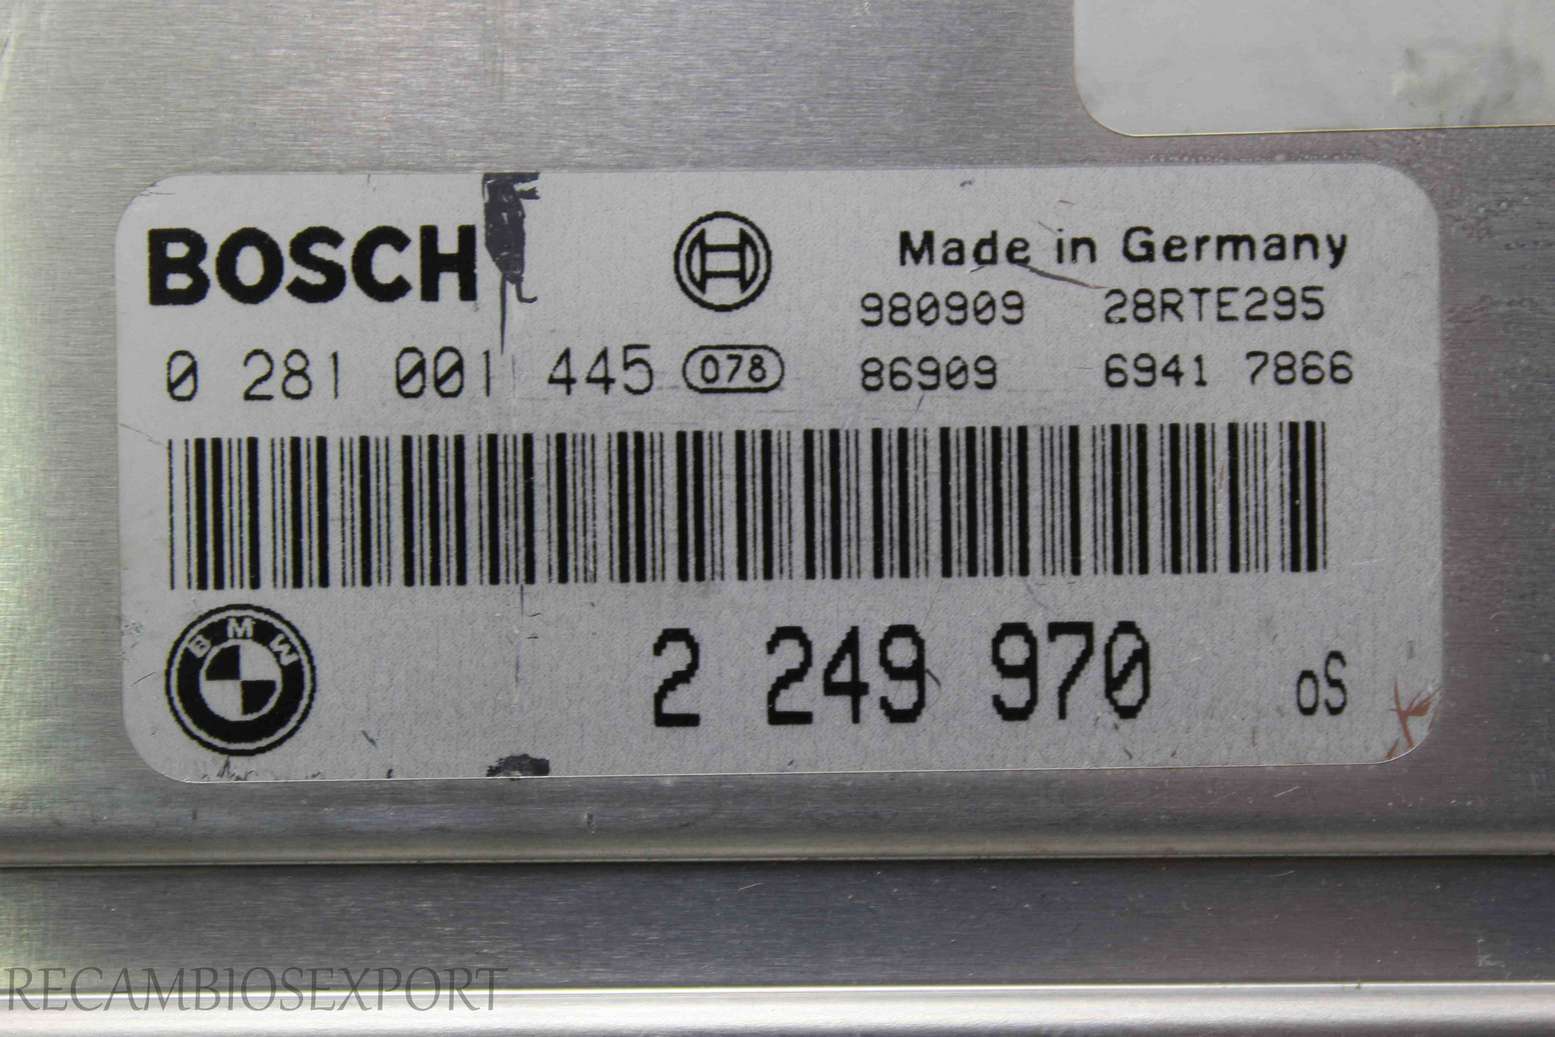 BOSCH
Made in Germany
980909 28RTE295
0 281 001 445 078 86909 6941 7866
BMW
2 249 970 oS
RECAMBIOSEXPORT